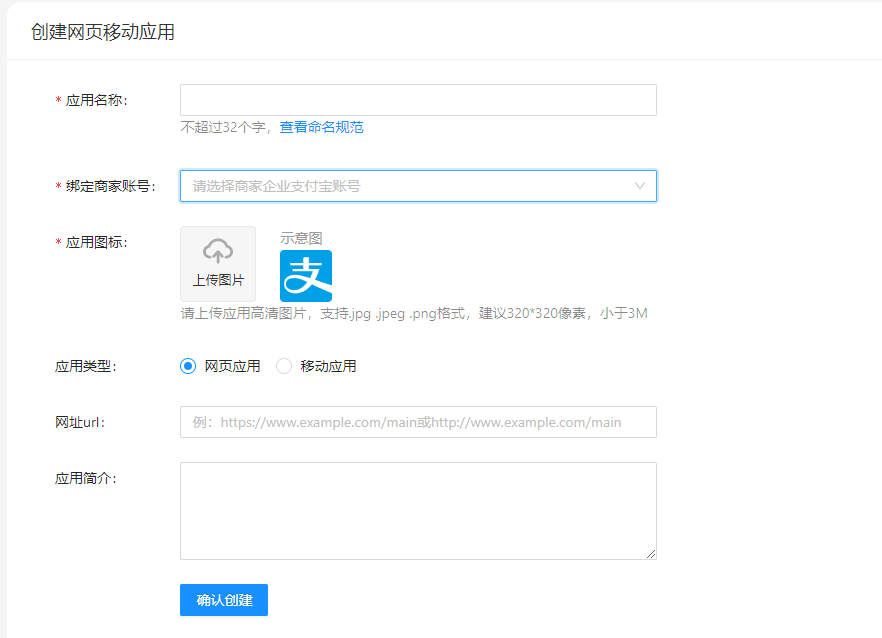 创建网页移动应用
* 应用名称:
不超过32个字，查看命名规范
* 绑定商家账号:
请选择商家企业支付宝账号
* 应用图标:
上传图片
示意图
支
请上传应用高清图片，支持.jpg .jpeg .png格式，建议320*320像素，小于3M
应用类型:
网页应用 移动应用
网址url:
例：https://www.example.com/main或http://www.example.com/main
应用简介:
确认创建